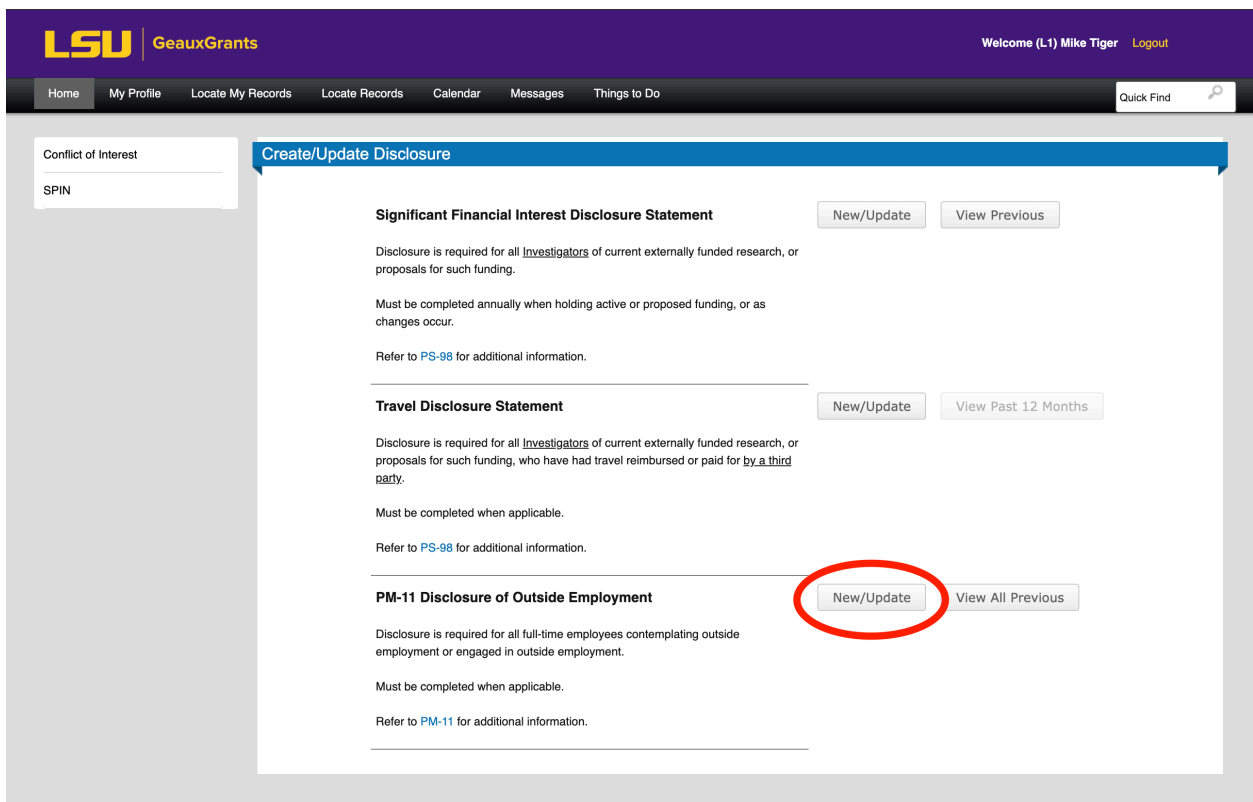 LSU GeauxGrants
Welcome (L1) Mike Tiger Logout
Home My Profile Locate My Records Locate Records Calendar Messages Things to Do
Quick Find
Conflict of Interest
SPIN
Create/Update Disclosure
Significant Financial Interest Disclosure Statement
New/Update View Previous
Disclosure is required for all Investigators of current externally funded research, or
proposals for such funding.
Must be completed annually when holding active or proposed funding, or as
changes occur.
Refer to PS-98 for additional information.
Travel Disclosure Statement
New/Update View Past 12 Months
Disclosure is required for all Investigators of current externally funded research, or
proposals for such funding, who have had travel reimbursed or paid for by a third
party.
Must be completed when applicable.
Refer to PS-98 for additional information.
PM-11 Disclosure of Outside Employment
New/Update View All Previous
Disclosure is required for all full-time employees contemplating outside
employment or engaged in outside employment.
Must be completed when applicable.
Refer to PM-11 for additional information.